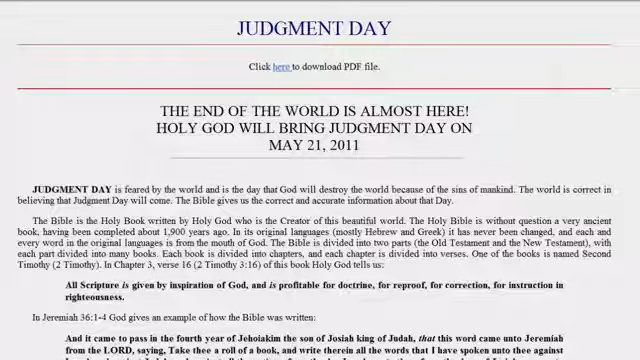 JUDGMENT DAY
Click here to download PDF file.
THE END OF THE WORLD IS ALMOST HERE!
HOLY GOD WILL BRING JUDGMENT DAY ON
MAY 21, 2011
JUDGMENT DAY is feared by the world and is the day that God will destroy the world because of the sins of mankind. The world is correct in
believing that Judgment Day will come. The Bible gives us the correct and accurate information about that Day.
The Bible is the Holy Book written by Holy God who is the Creator of this beautiful world. The Holy Bible is without question a very ancient
book, having been completed about 1,900 years ago. In its original languages (mostly Hebrew and Greek) it has never been changed, and each and
every word in the original languages is from the mouth of God. The Bible is divided into two parts (the Old Testament and the New Testament), with
each part divided into many books. Each book is divided into chapters, and each chapter is divided into verses. One of the books is named Second
Timothy (2 Timothy). In Chapter 3, verse 16 (2 Timothy 3:16) of this book Holy God tells us:
All Scripture is given by inspiration of God, and is profitable for doctrine, for reproof, for correction, for instruction in
righteousness.
In Jeremiah 36:1-4 God gives an example of how the Bible was written:
And it came to pass in the fourth year of Jehoiakim the son of Josiah king of Judah, that this word came unto Jeremiah
from the LORD, saying, Take thee a roll of a book, and write therein all the words that I have spoken unto thee against